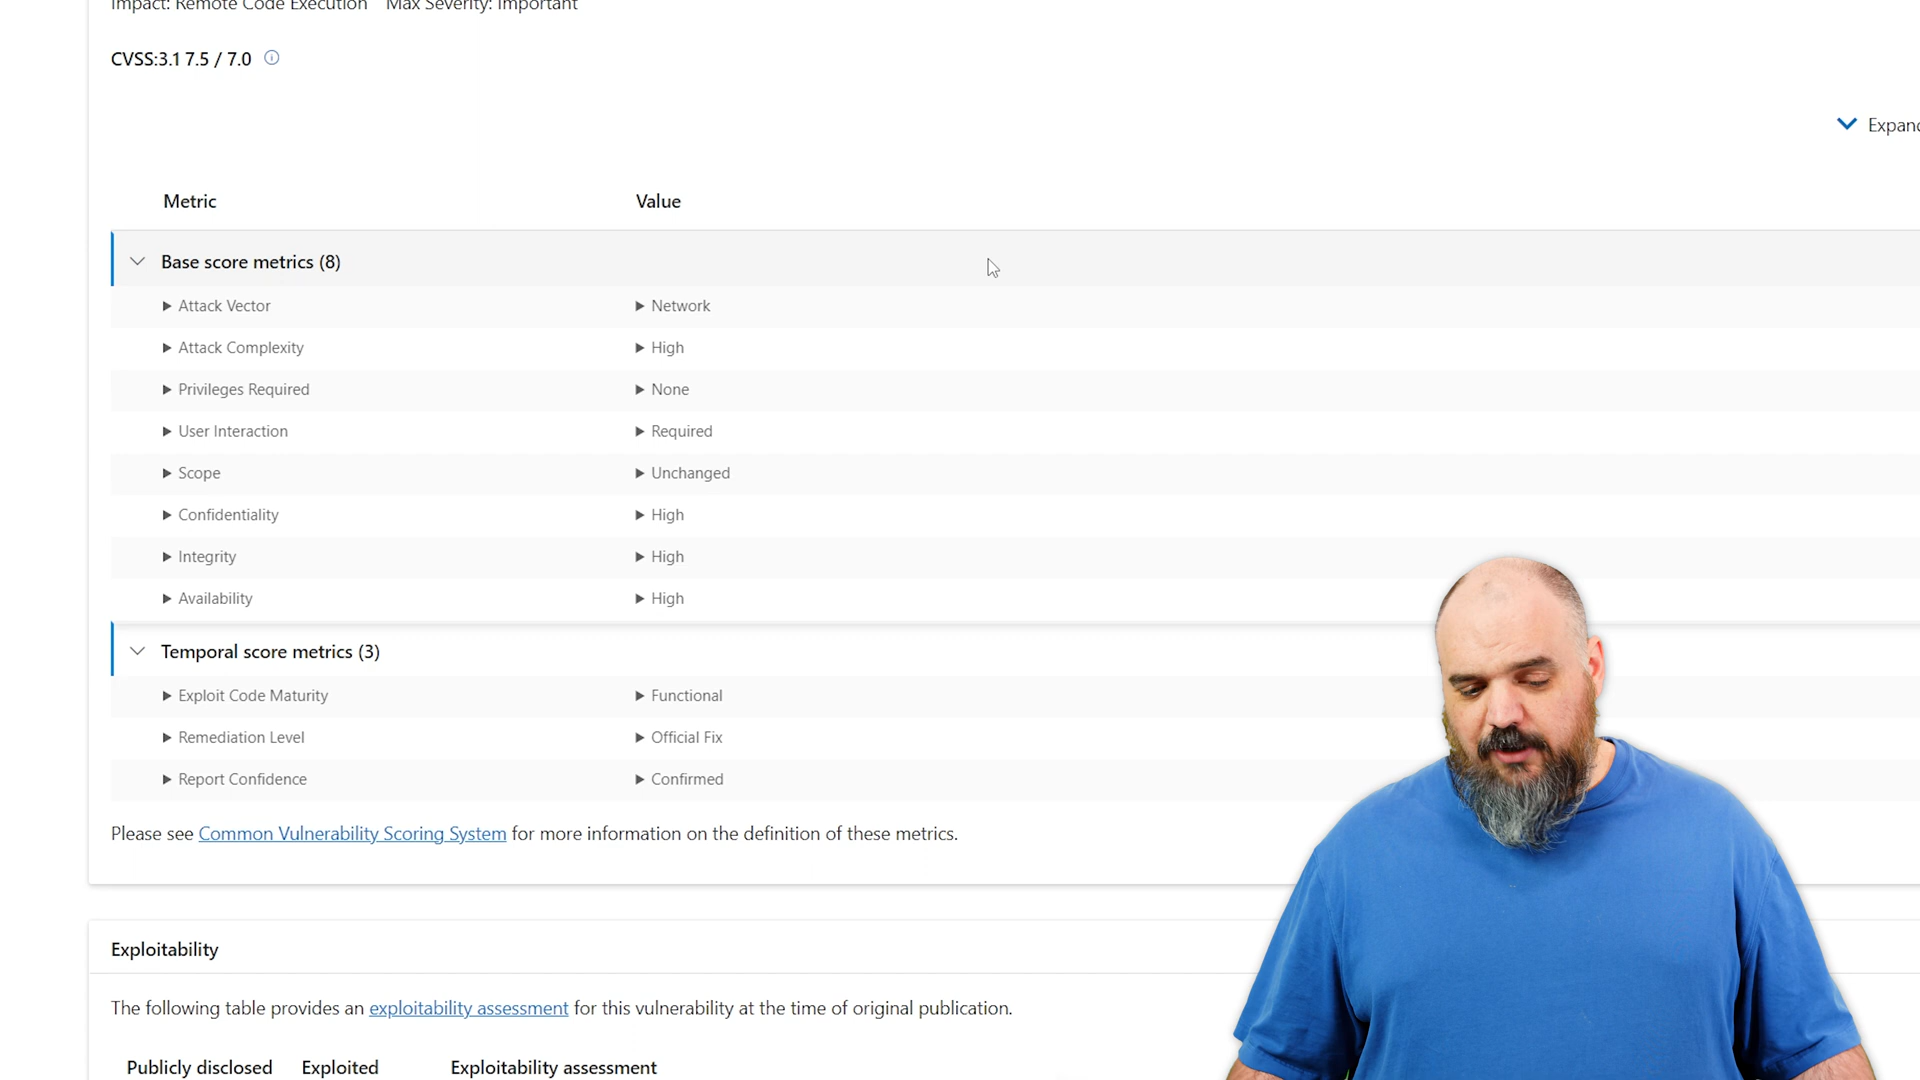 Impact: Remote Code Execution Max Severity: Important
CVSS:3.1 7.5 / 7.0
Expand
Metric Value
Base score metrics (8)
Attack Vector Network
Attack Complexity High
Privileges Required None
User Interaction Required
Scope Unchanged
Confidentiality High
Integrity High
Availability High
Temporal score metrics (3)
Exploit Code Maturity Functional
Remediation Level Official Fix
Report Confidence Confirmed
Please see Common Vulnerability Scoring System for more information on the definition of these metrics.
Exploitability
The following table provides an exploitability assessment for this vulnerability at the time of original publication.
Publicly disclosed Exploited Exploitability assessment